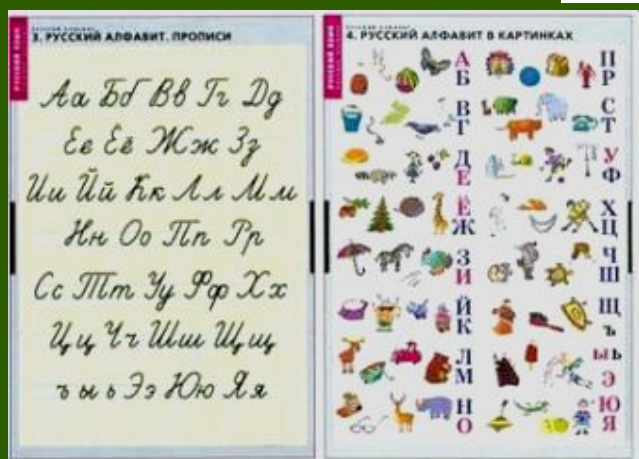 3. РУССКИЙ АЛФАВИТ. ПРОПИСИ
Аа Бб Вв Гг Дд
Ее Ёё Жж Зз
Ии Йй Кк Лл Мм
Нн Оо Пп Рр
Сс Тт Уу Фф Хх
Цц Чч Шш Щщ
ъ ы ь Ээ Юю Яя
4. РУССКИЙ АЛФАВИТ В КАРТИНКАХ
А
Б
В
Г
Д
Е
Ё
Ж
З
И
Й
К
Л
М
Н
О
П
Р
С
Т
У
Ф
Х
Ц
Ч
Ш
Щ
ъ
ы ь
Э
Ю
Я